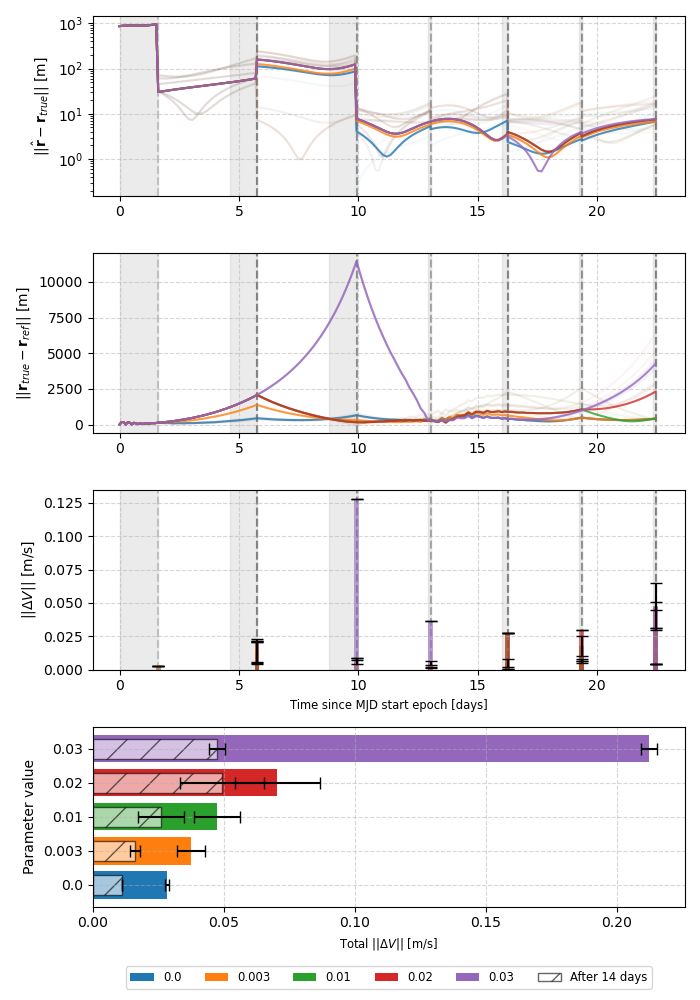 10³
10²
10¹
10⁰
||r̂ − r_true|| [m]
0 5 10 15 20
10000
7500
5000
2500
0
||r_true − r_ref|| [m]
0 5 10 15 20
0.125
0.100
0.075
0.050
0.025
0.000
||ΔV|| [m/s]
0 5 10 15 20
Time since MJD start epoch [days]
Parameter value
0.03
0.02
0.01
0.003
0.0
0.00 0.05 0.10 0.15 0.20
Total ||ΔV|| [m/s]
0.0 0.003 0.01 0.02 0.03 After 14 days